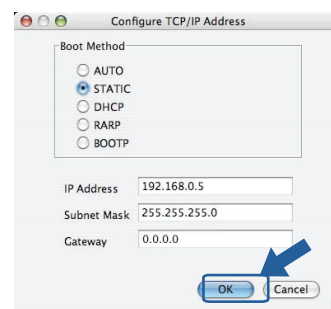 Configure TCP/IP Address
Boot Method
AUTO
STATIC
DHCP
RARP
BOOTP
IP Address 192.168.0.5
Subnet Mask 255.255.255.0
Gateway 0.0.0.0
OK Cancel